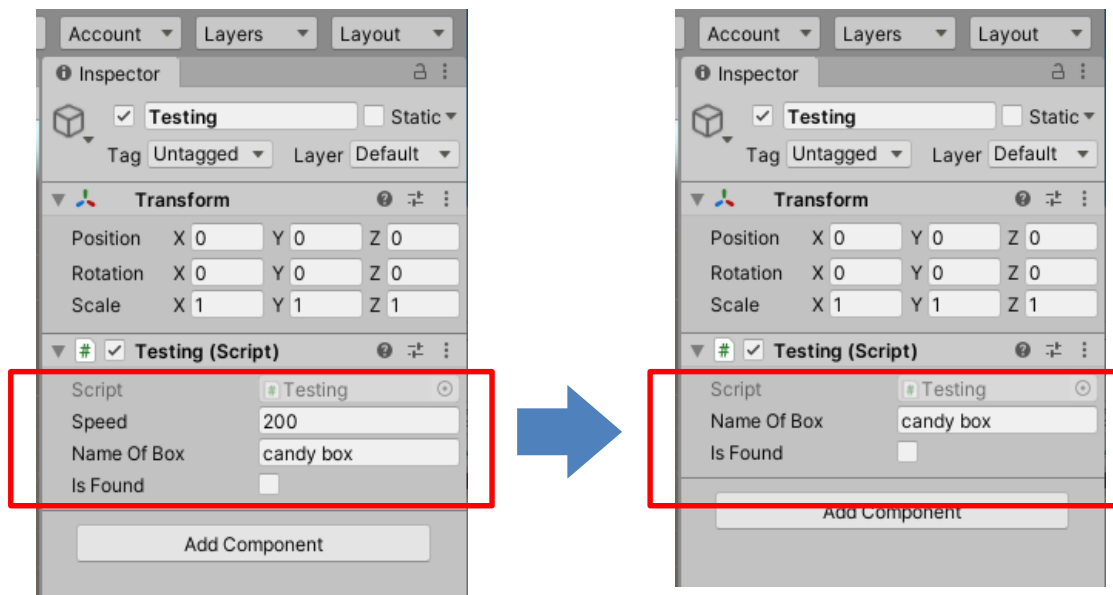 Account Layers Layout
Inspector
Testing Static
Tag Untagged Layer Default
Transform
Position X 0 Y 0 Z 0
Rotation X 0 Y 0 Z 0
Scale X 1 Y 1 Z 1
# Testing (Script)
Script # Testing
Speed 200
Name Of Box candy box
Is Found
Add Component
Account Layers Layout
Inspector
Testing Static
Tag Untagged Layer Default
Transform
Position X 0 Y 0 Z 0
Rotation X 0 Y 0 Z 0
Scale X 1 Y 1 Z 1
# Testing (Script)
Script # Testing
Name Of Box candy box
Is Found
Add Component